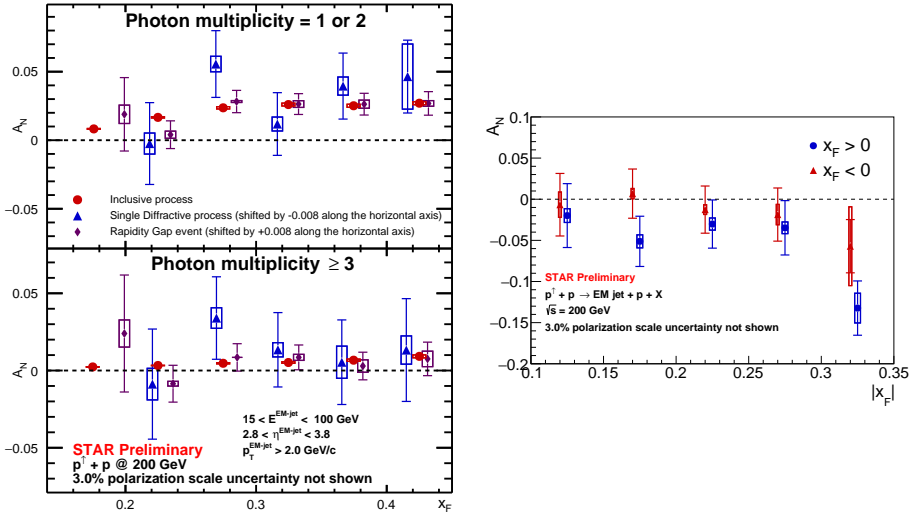 Photon multiplicity = 1 or 2
A_N
0.05
0
−0.05
Inclusive process
Single Diffractive process (shifted by -0.008 along the horizontal axis)
Rapidity Gap event (shifted by +0.008 along the horizontal axis)
Photon multiplicity ≥ 3
A_N
0.05
0
−0.05
15 < E^EM-jet < 100 GeV
2.8 < η^EM-jet < 3.8
p_T^EM-jet > 2.0 GeV/c
STAR Preliminary
p^↑ + p @ 200 GeV
3.0% polarization scale uncertainty not shown
0.2 0.3 0.4 x_F
A_N
0.1
0.05
0
−0.05
−0.1
−0.15
−0.2
x_F > 0
x_F < 0
STAR Preliminary
p^↑ + p → EM jet + p + X
√s = 200 GeV
3.0% polarization scale uncertainty not shown
0.1 0.15 0.2 0.25 0.3 0.35
|x_F|